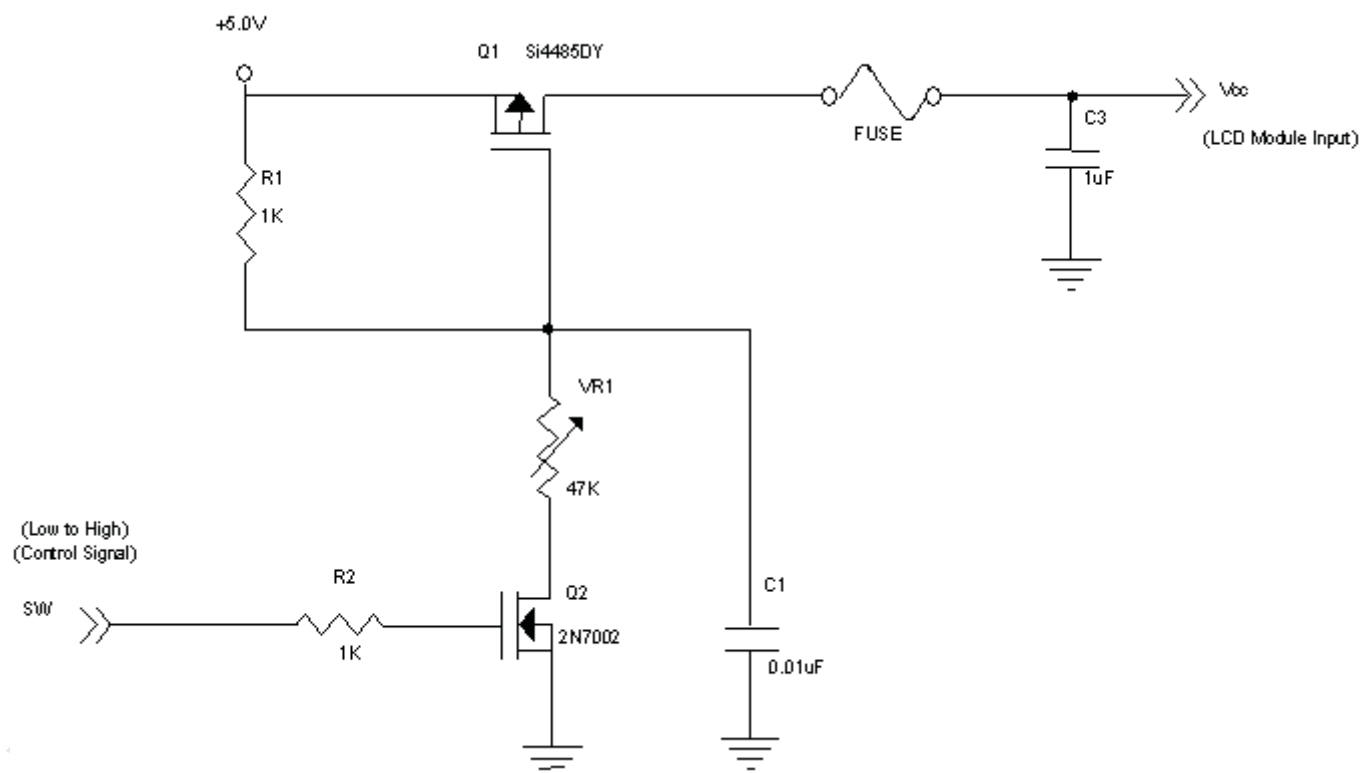 +5.0V
Q1 Si4485DY
FUSE
C3
1uF
Vcc
(LCD Module Input)
R1
1K
VR1
47K
(Low to High)
(Control Signal)
SW
R2
1K
Q2
2N7002
C1
0.01uF